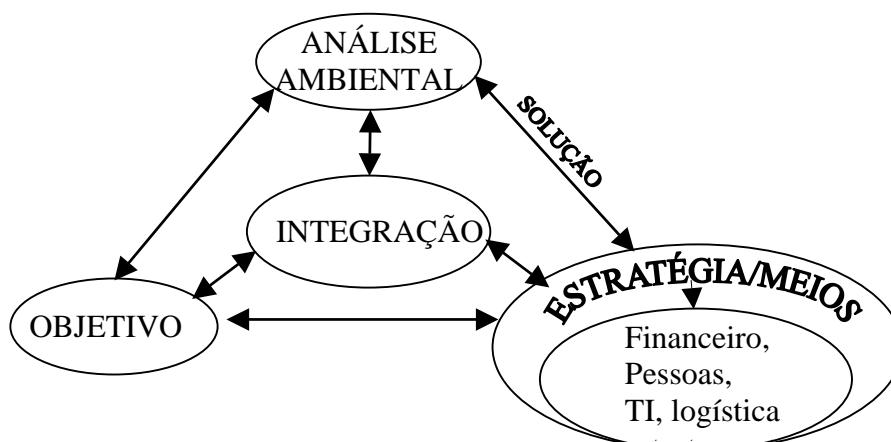 ANÁLISE
AMBIENTAL
SOLUÇÃO
INTEGRAÇÃO
ESTRATÉGIA/MEIOS
OBJETIVO
Financeiro,
Pessoas,
TI, logística